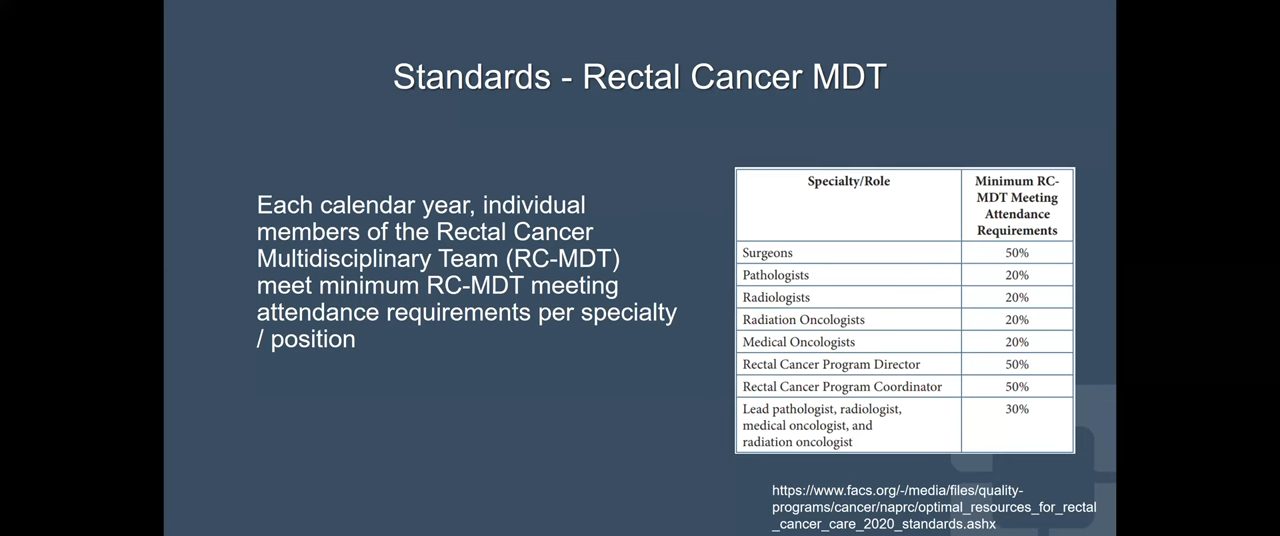 Standards - Rectal Cancer MDT
Each calendar year, individual
members of the Rectal Cancer
Multidisciplinary Team (RC-MDT)
meet minimum RC-MDT meeting
attendance requirements per specialty
/ position
Specialty/Role
Minimum RC-
MDT Meeting
Attendance
Requirements
Surgeons 50%
Pathologists 20%
Radiologists 20%
Radiation Oncologists 20%
Medical Oncologists 20%
Rectal Cancer Program Director 50%
Rectal Cancer Program Coordinator 50%
Lead pathologist, radiologist, 30%
medical oncologist, and
radiation oncologist
https://www.facs.org/-/media/files/quality-
programs/cancer/naprc/optimal_resources_for_rectal
_cancer_care_2020_standards.ashx